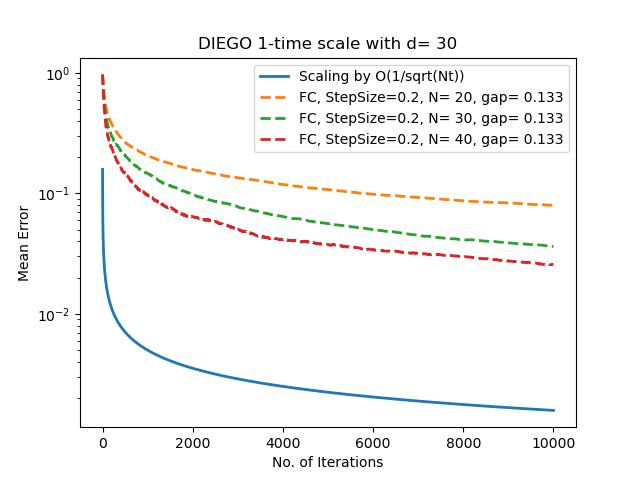 DIEGO 1-time scale with d= 30
Scaling by O(1/sqrt(Nt))
FC, StepSize=0.2, N= 20, gap= 0.133
FC, StepSize=0.2, N= 30, gap= 0.133
FC, StepSize=0.2, N= 40, gap= 0.133
Mean Error
10⁰
10⁻¹
10⁻²
0 2000 4000 6000 8000 10000
No. of Iterations